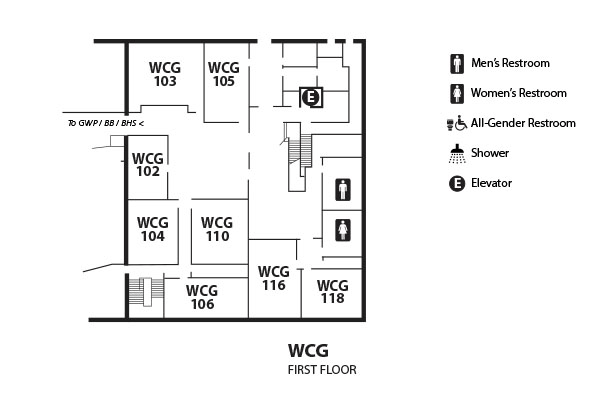 WCG
103
WCG
105
Men's Restroom
Women's Restroom
All-Gender Restroom
Shower
E Elevator
E
To GWP / BB / BHS <
WCG
102
WCG
104
WCG
110
WCG
116
WCG
106
WCG
118
WCG
FIRST FLOOR